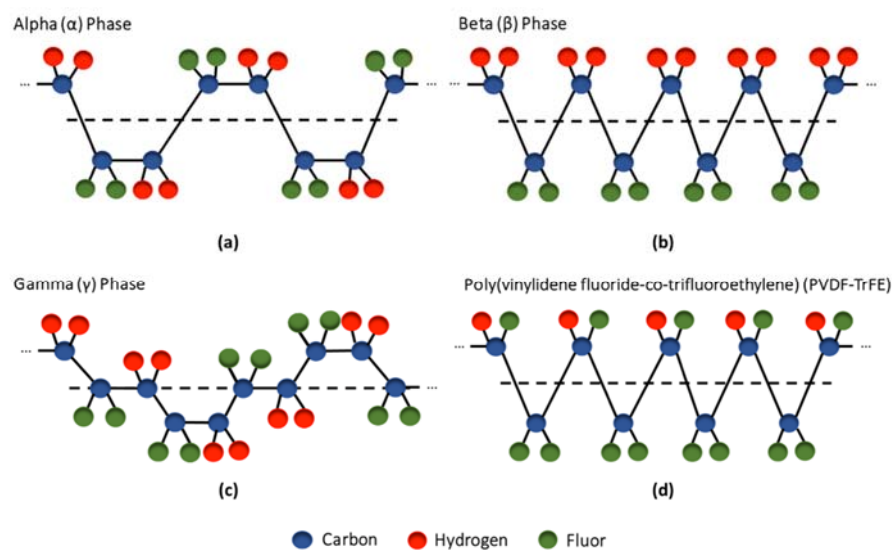 Alpha (α) Phase
Beta (β) Phase
... ...
... ...
(a)
(b)
Gamma (γ) Phase
Poly(vinylidene fluoride-co-trifluoroethylene) (PVDF-TrFE)
... ...
... ...
(c)
(d)
Carbon Hydrogen Fluor